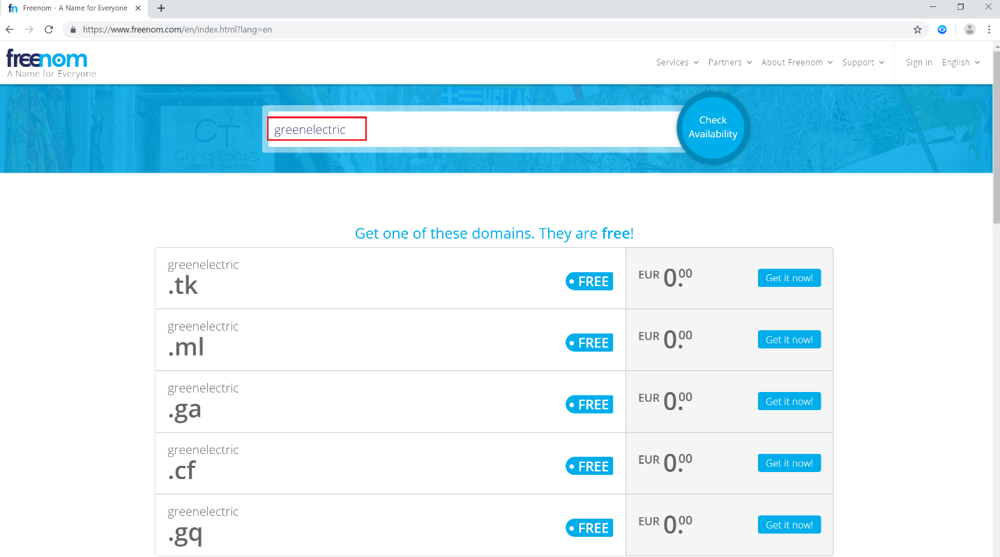 fn Freenom - A Name for Everyone
https://www.freenom.com/en/index.html?lang=en
freenom
A Name for Everyone
Services Partners About Freenom Support Sign in English
HELLAS
CT
Christonia
greenelectric
Check
Availability
Get one of these domains. They are free!
greenelectric
.tk
FREE
EUR 0.00
Get it now!
greenelectric
.ml
FREE
EUR 0.00
Get it now!
greenelectric
.ga
FREE
EUR 0.00
Get it now!
greenelectric
.cf
FREE
EUR 0.00
Get it now!
greenelectric
.gq
FREE
EUR 0.00
Get it now!